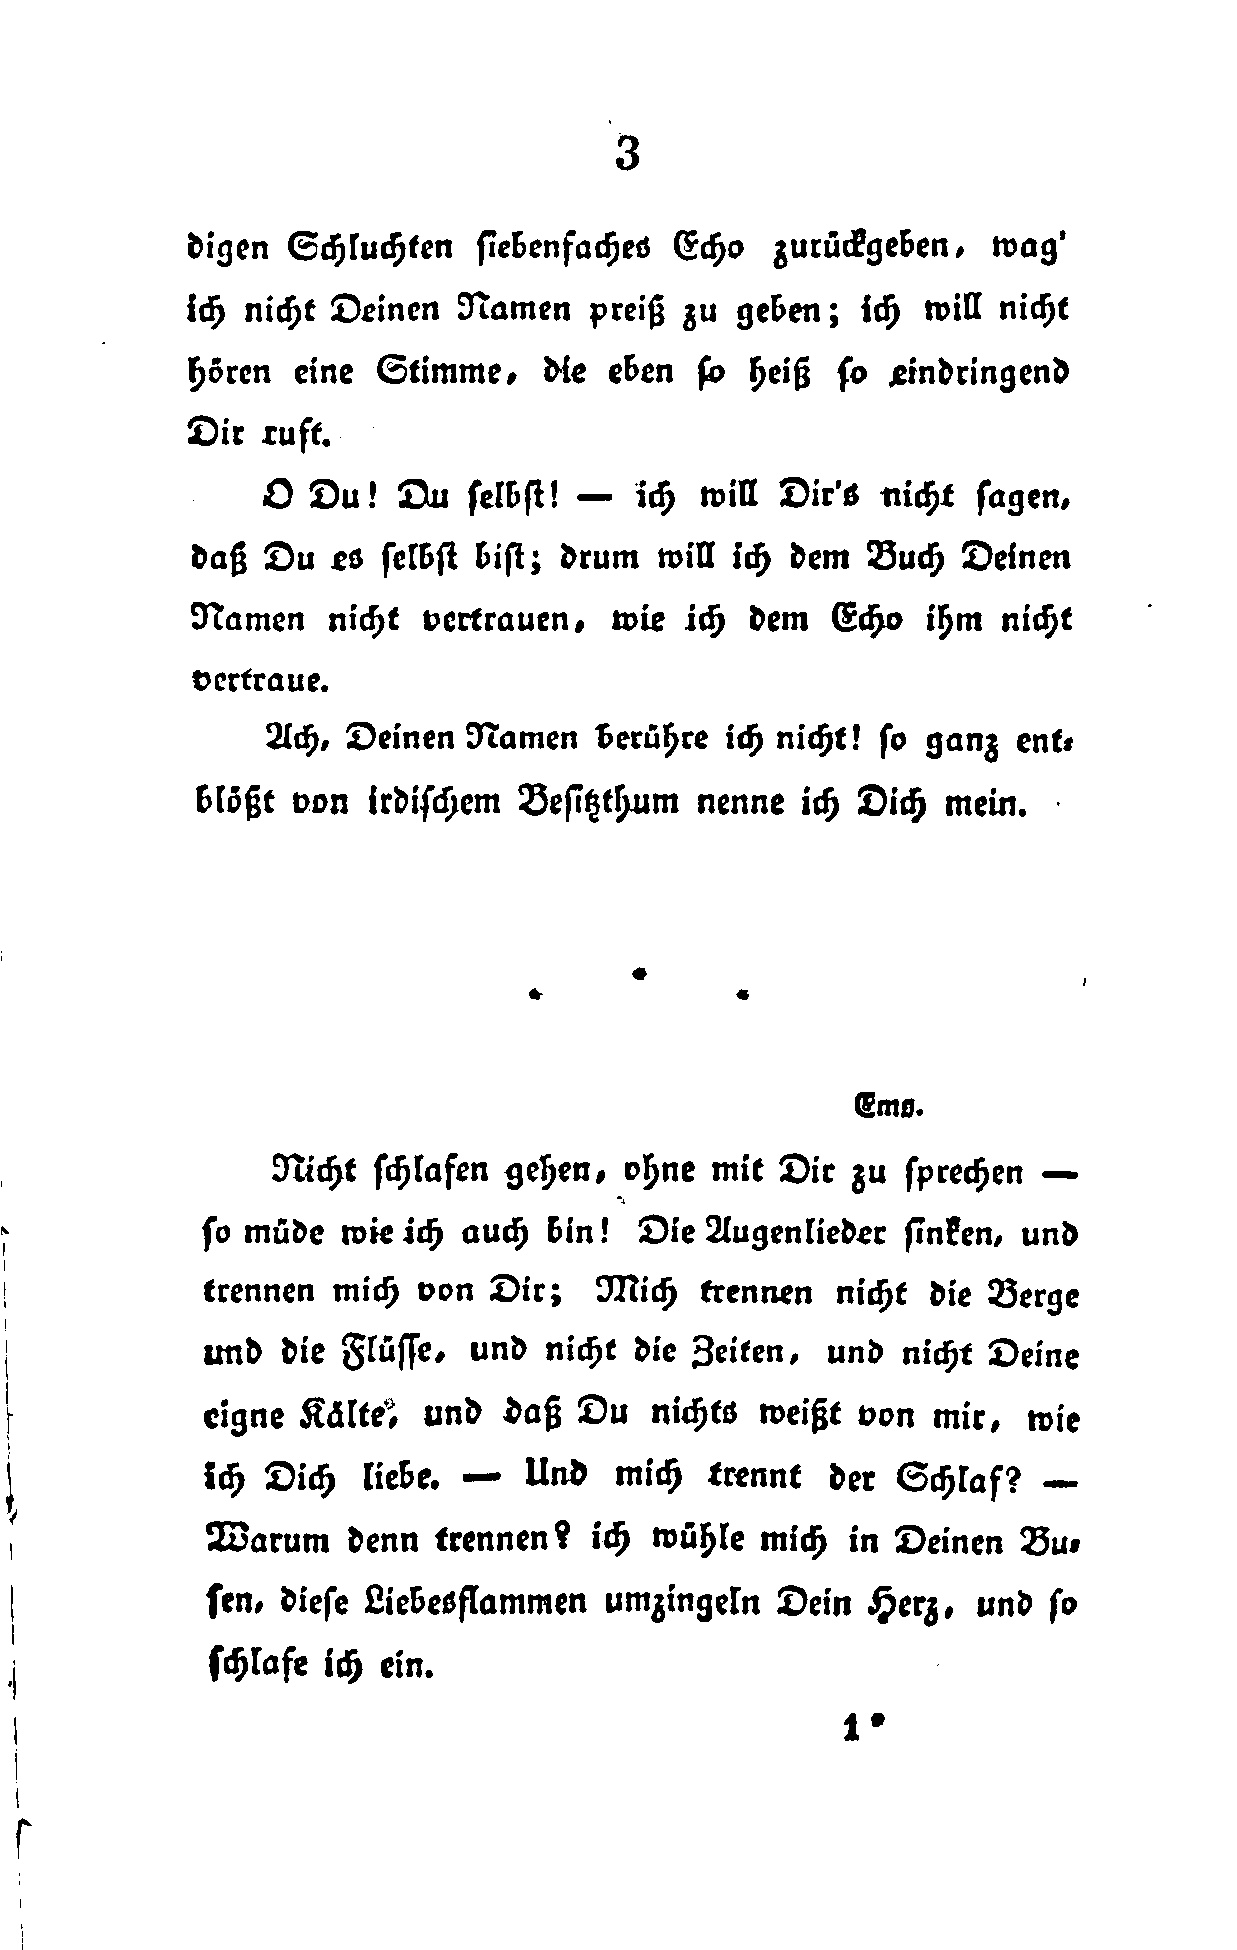 3
digen Schluchten siebenfaches Echo zurückgeben, wag'
ich nicht Deinen Namen preiß zu geben; ich will nicht
hören eine Stimme, die eben so heiß so eindringend
Dir ruft.
O Du! Du selbst! — ich will Dir's nicht sagen,
daß Du es selbst bist; drum will ich dem Buch Deinen
Namen nicht vertrauen, wie ich dem Echo ihm nicht
vertraue.
Ach, Deinen Namen berühre ich nicht! so ganz ent-
blößt von irdischem Besitzthum nenne ich Dich mein.
* * *
Ems.
Nicht schlafen gehen, ohne mit Dir zu sprechen —
so müde wie ich auch bin! Die Augenlieder sinken, und
trennen mich von Dir; Mich trennen nicht die Berge
und die Flüsse, und nicht die Zeiten, und nicht Deine
eigne Kälte, und daß Du nichts weißt von mir, wie
ich Dich liebe. — Und mich trennt der Schlaf? —
Warum denn trennen? ich wühle mich in Deinen Bu-
sen, diese Liebesflammen umzingeln Dein Herz, und so
schlafe ich ein.
1*